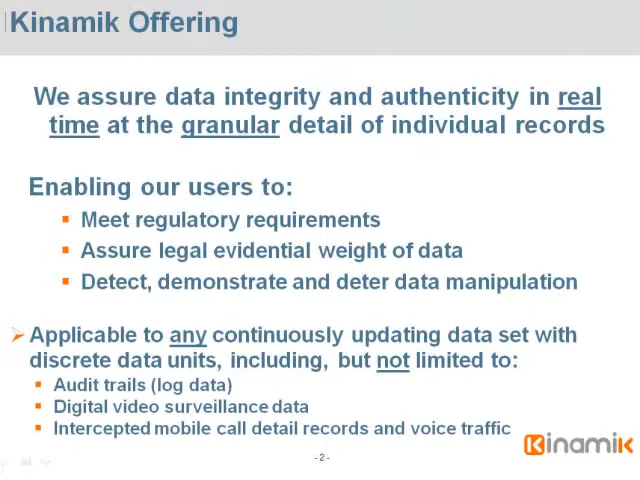 Kinamik Offering
We assure data integrity and authenticity in real
time at the granular detail of individual records
Enabling our users to:
Meet regulatory requirements
Assure legal evidential weight of data
Detect, demonstrate and deter data manipulation
Applicable to any continuously updating data set with
discrete data units, including, but not limited to:
Audit trails (log data)
Digital video surveillance data
Intercepted mobile call detail records and voice traffic
Kinamik
- 2 -